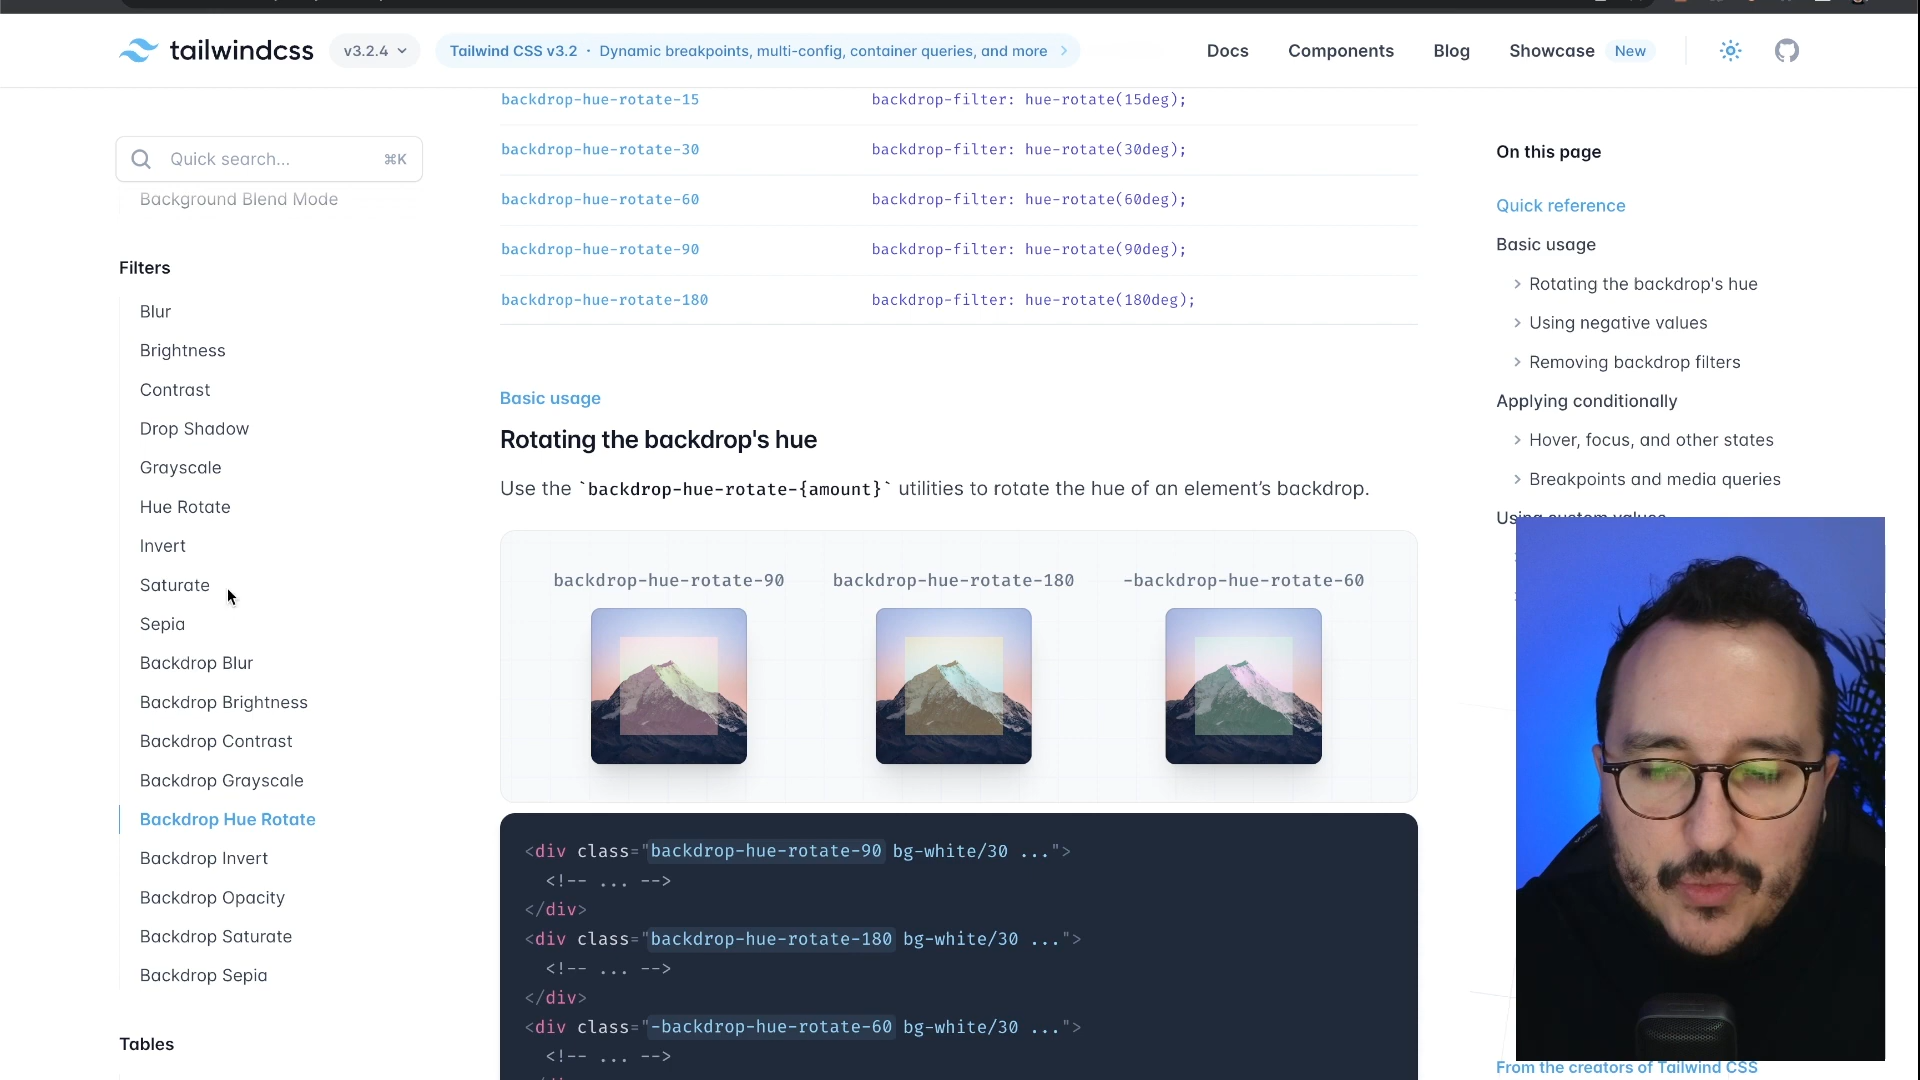 tailwindcss
v3.2.4
Tailwind CSS v3.2 · Dynamic breakpoints, multi-config, container queries, and more
Docs
Components
Blog
Showcase
New
Quick search...
⌘K
Background Blend Mode
Filters
Blur
Brightness
Contrast
Drop Shadow
Grayscale
Hue Rotate
Invert
Saturate
Sepia
Backdrop Blur
Backdrop Brightness
Backdrop Contrast
Backdrop Grayscale
Backdrop Hue Rotate
Backdrop Invert
Backdrop Opacity
Backdrop Saturate
Backdrop Sepia
Tables
backdrop-hue-rotate-15 backdrop-filter: hue-rotate(15deg);
backdrop-hue-rotate-30 backdrop-filter: hue-rotate(30deg);
backdrop-hue-rotate-60 backdrop-filter: hue-rotate(60deg);
backdrop-hue-rotate-90 backdrop-filter: hue-rotate(90deg);
backdrop-hue-rotate-180 backdrop-filter: hue-rotate(180deg);
Basic usage
Rotating the backdrop's hue
Use the `backdrop-hue-rotate-{amount}` utilities to rotate the hue of an element’s backdrop.
backdrop-hue-rotate-90
backdrop-hue-rotate-180
-backdrop-hue-rotate-60
<div class="backdrop-hue-rotate-90 bg-white/30 ...">
<!-- ... -->
</div>
<div class="backdrop-hue-rotate-180 bg-white/30 ...">
<!-- ... -->
</div>
<div class="-backdrop-hue-rotate-60 bg-white/30 ...">
<!-- ... -->
On this page
Quick reference
Basic usage
Rotating the backdrop's hue
Using negative values
Removing backdrop filters
Applying conditionally
Hover, focus, and other states
Breakpoints and media queries
Using custom values
From the creators of Tailwind CSS